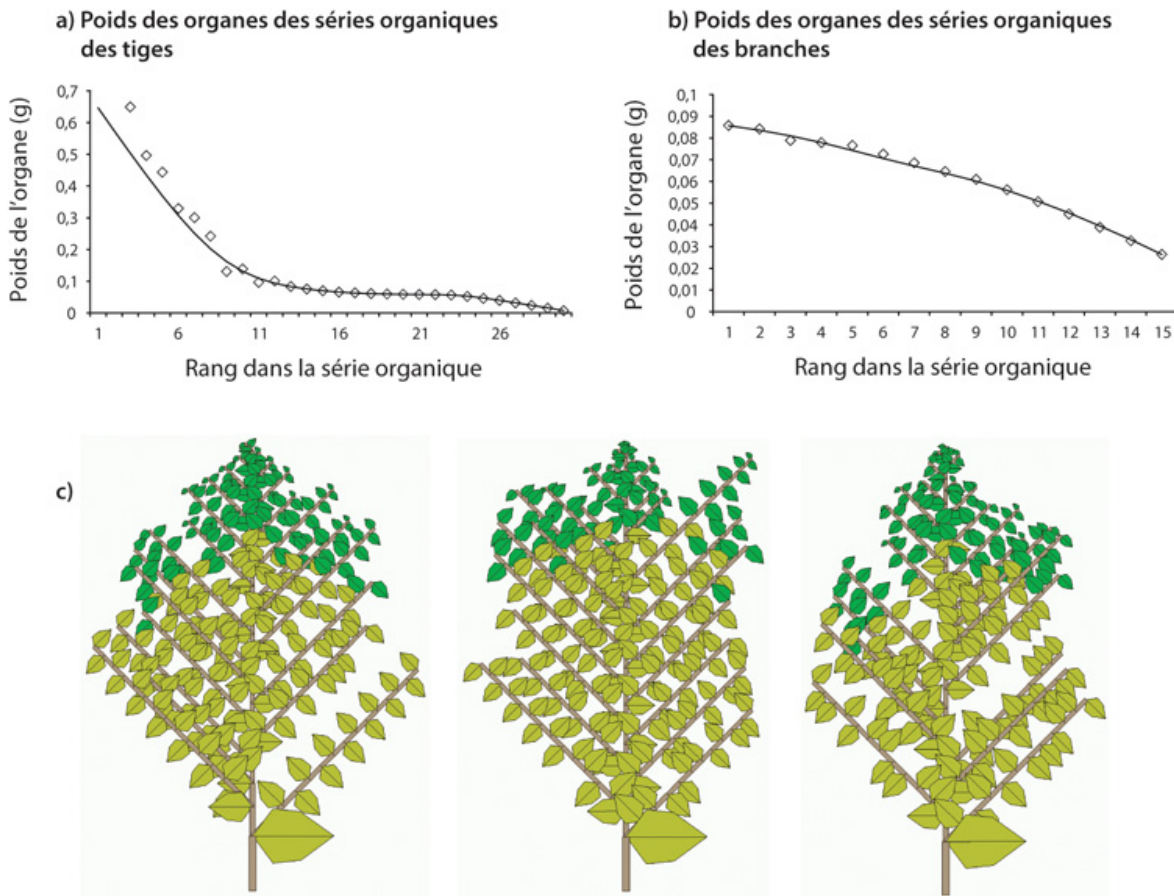 a) Poids des organes des séries organiques
des tiges
Poids de l'organe (g)
0,7
0,6
0,5
0,4
0,3
0,2
0,1
0
1 6 11 16 21 26
Rang dans la série organique
b) Poids des organes des séries organiques
des branches
Poids de l'organe (g)
0,1
0,09
0,08
0,07
0,06
0,05
0,04
0,03
0,02
0,01
0
1 2 3 4 5 6 7 8 9 10 11 12 13 14 15
Rang dans la série organique
c)